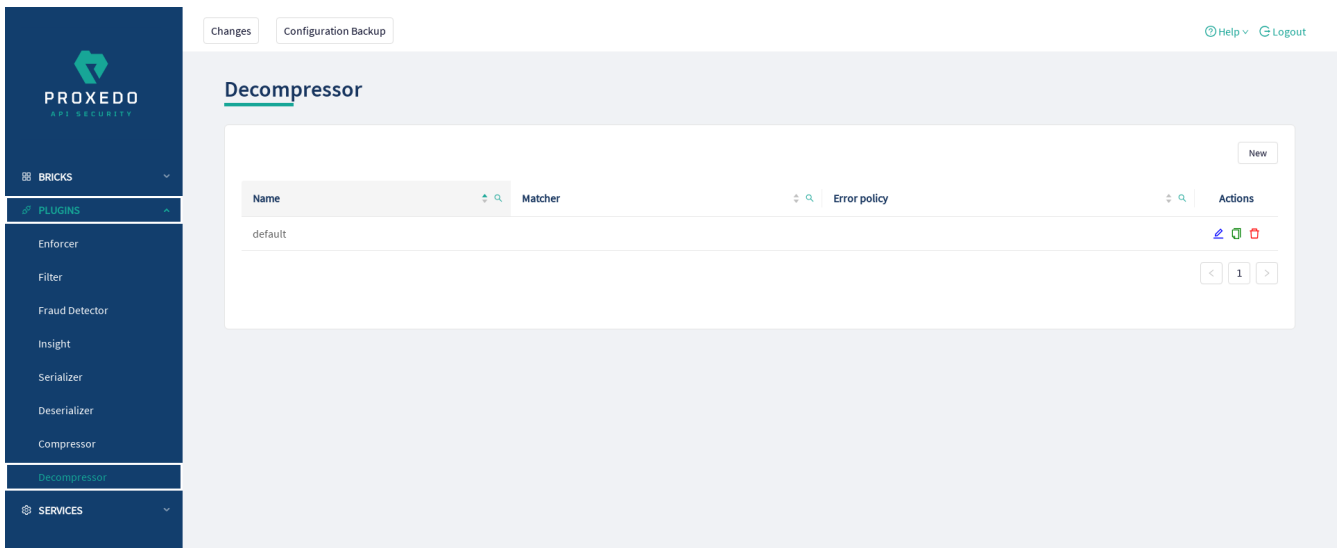 Changes
Configuration Backup
Help
Logout
PROXEDO
API SECURITY
Decompressor
New
BRICKS
PLUGINS
Name
Matcher
Error policy
Actions
Enforcer
default
Filter
1
Fraud Detector
Insight
Serializer
Deserializer
Compressor
Decompressor
SERVICES